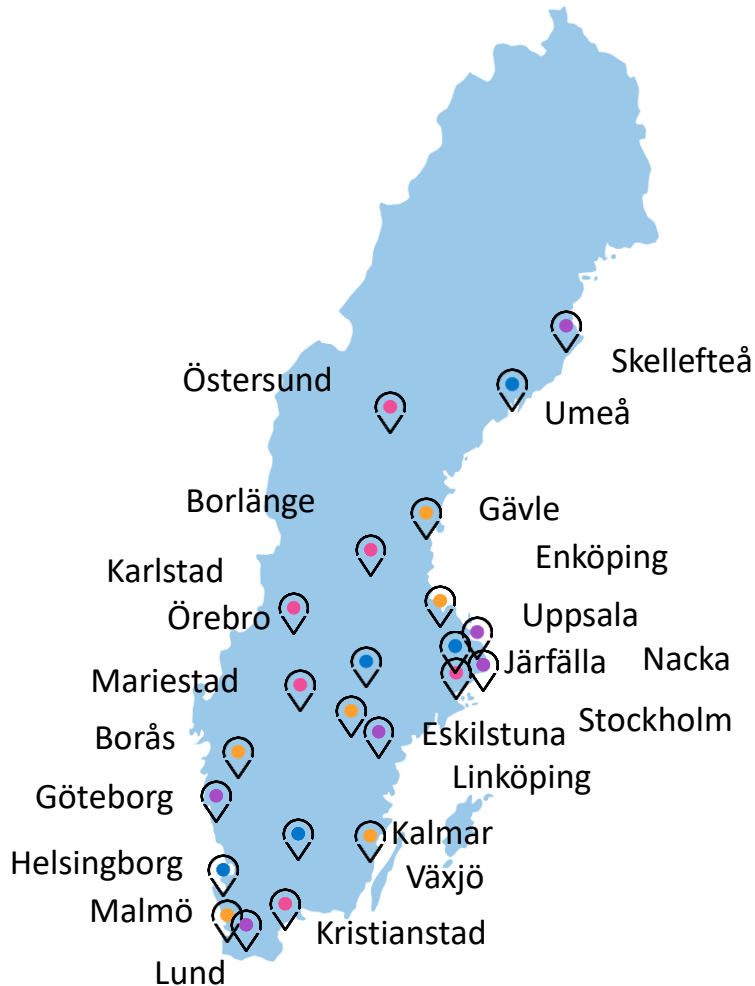 Skellefteå
Östersund
Umeå
Borlänge
Gävle
Enköping
Karlstad
Örebro
Uppsala
Järfälla
Nacka
Mariestad
Stockholm
Borås
Eskilstuna
Linköping
Göteborg
Kalmar
Helsingborg
Växjö
Malmö
Kristianstad
Lund